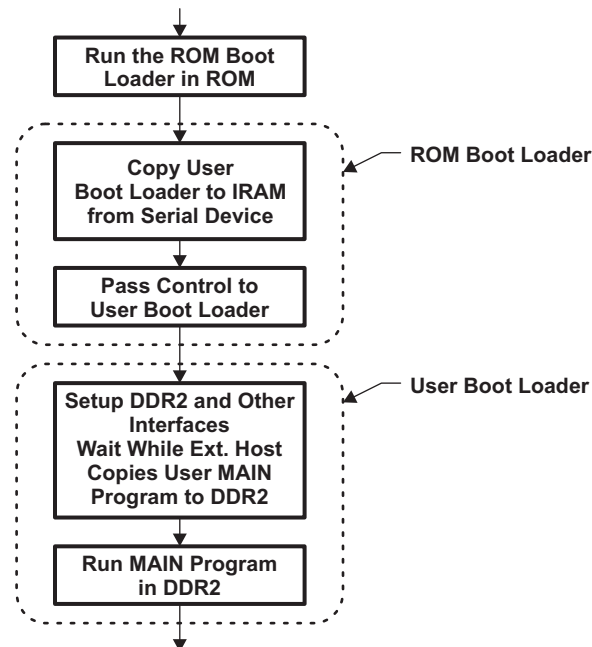 Run the ROM Boot
Loader in ROM
Copy User
Boot Loader to IRAM
from Serial Device
ROM Boot Loader
Pass Control to
User Boot Loader
Setup DDR2 and Other
Interfaces
Wait While Ext. Host
Copies User MAIN
Program to DDR2
User Boot Loader
Run MAIN Program
in DDR2